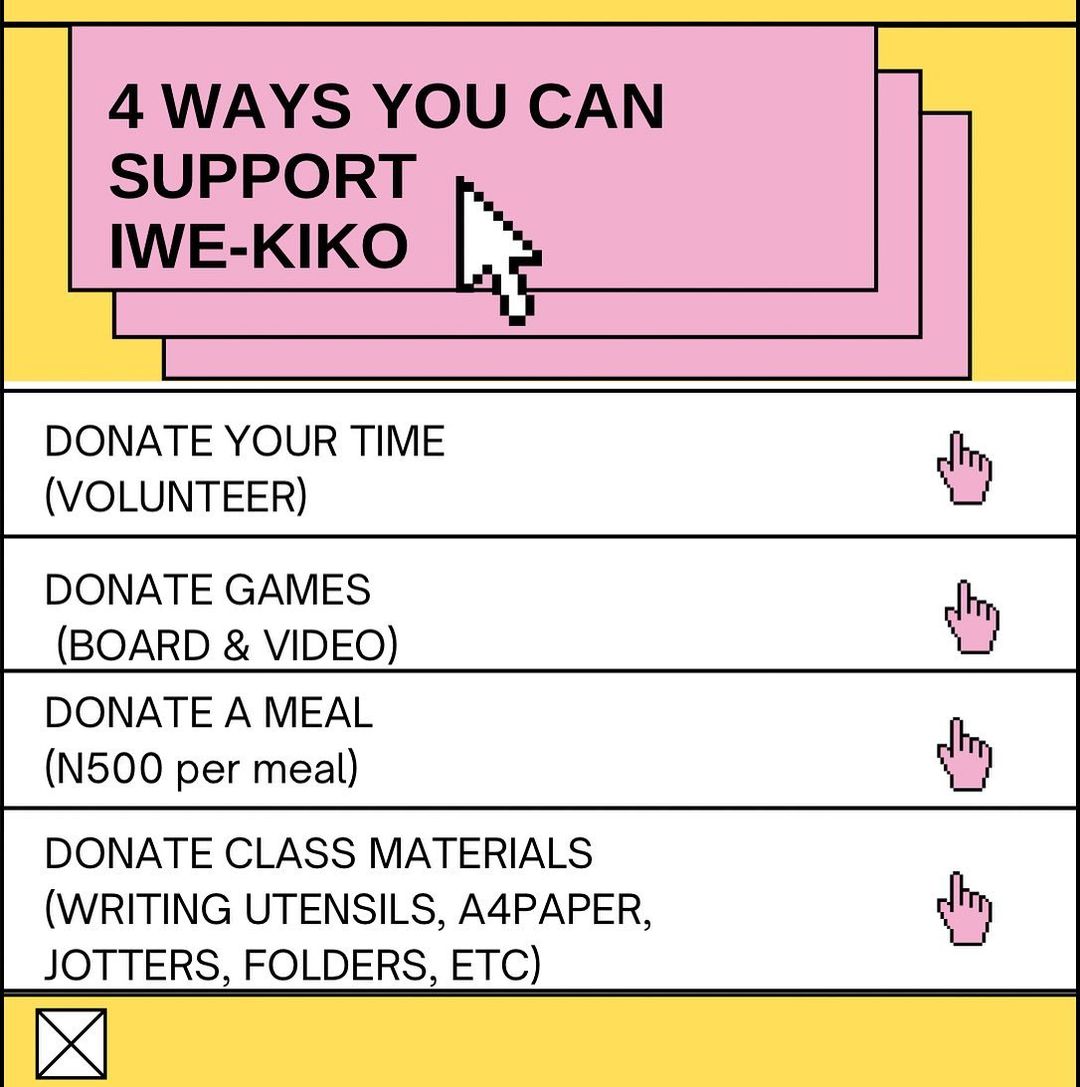 4 WAYS YOU CAN
SUPPORT
IWE-KIKO
DONATE YOUR TIME
(VOLUNTEER)
DONATE GAMES
(BOARD & VIDEO)
DONATE A MEAL
(N500 per meal)
DONATE CLASS MATERIALS
(WRITING UTENSILS, A4PAPER,
JOTTERS, FOLDERS, ETC)